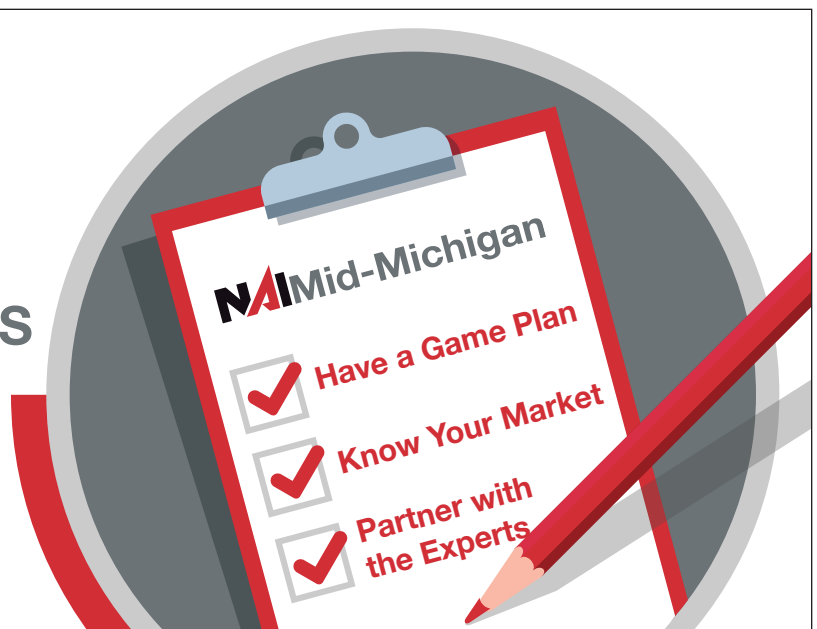 S
NAI Mid-Michigan
Have a Game Plan
Know Your Market
Partner with
the Experts